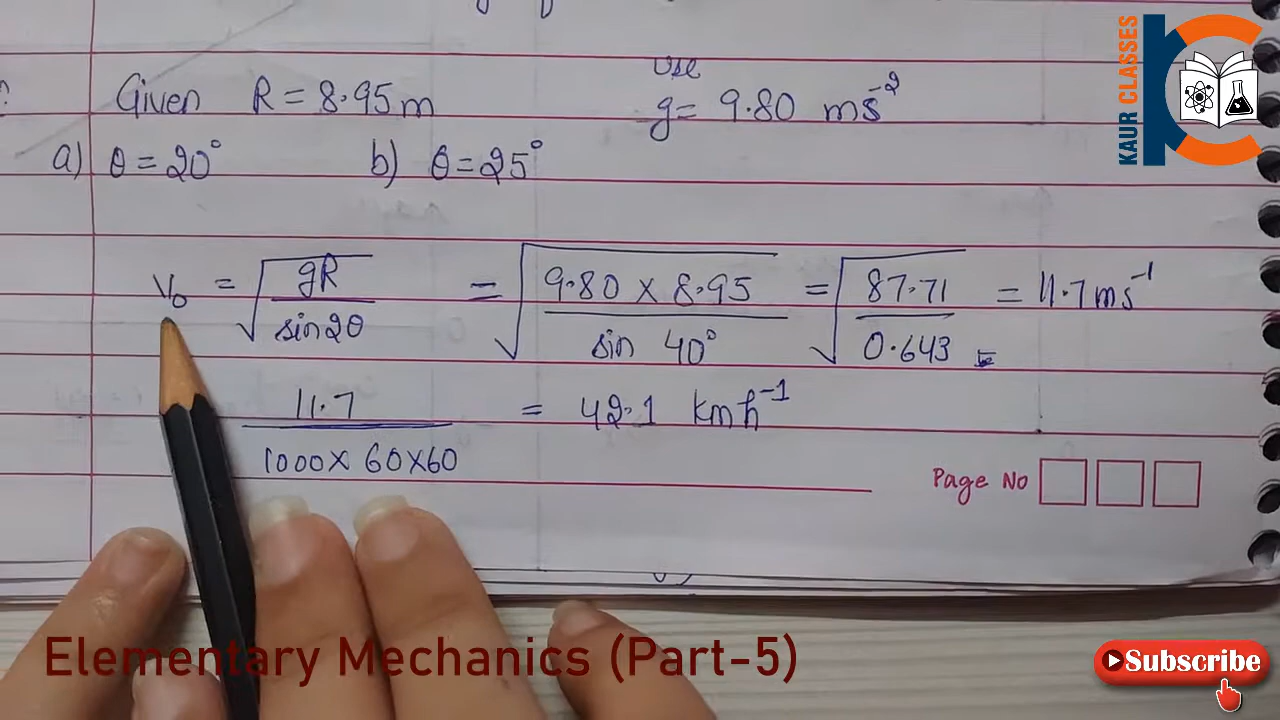 Given R = 8.95 m
use
g = 9.80 ms⁻²
a) θ = 20° b) θ = 25°
v₀ = √(gR / sin2θ) = √(9.80 × 8.95 / sin 40°) = √(87.71 / 0.643) = 11.7 ms⁻¹
11.7 / 1000 × 60 × 60 = 42.1 kmh⁻¹
Page No
KAUR CLASSES
Elementary Mechanics (Part-5)
Subscribe